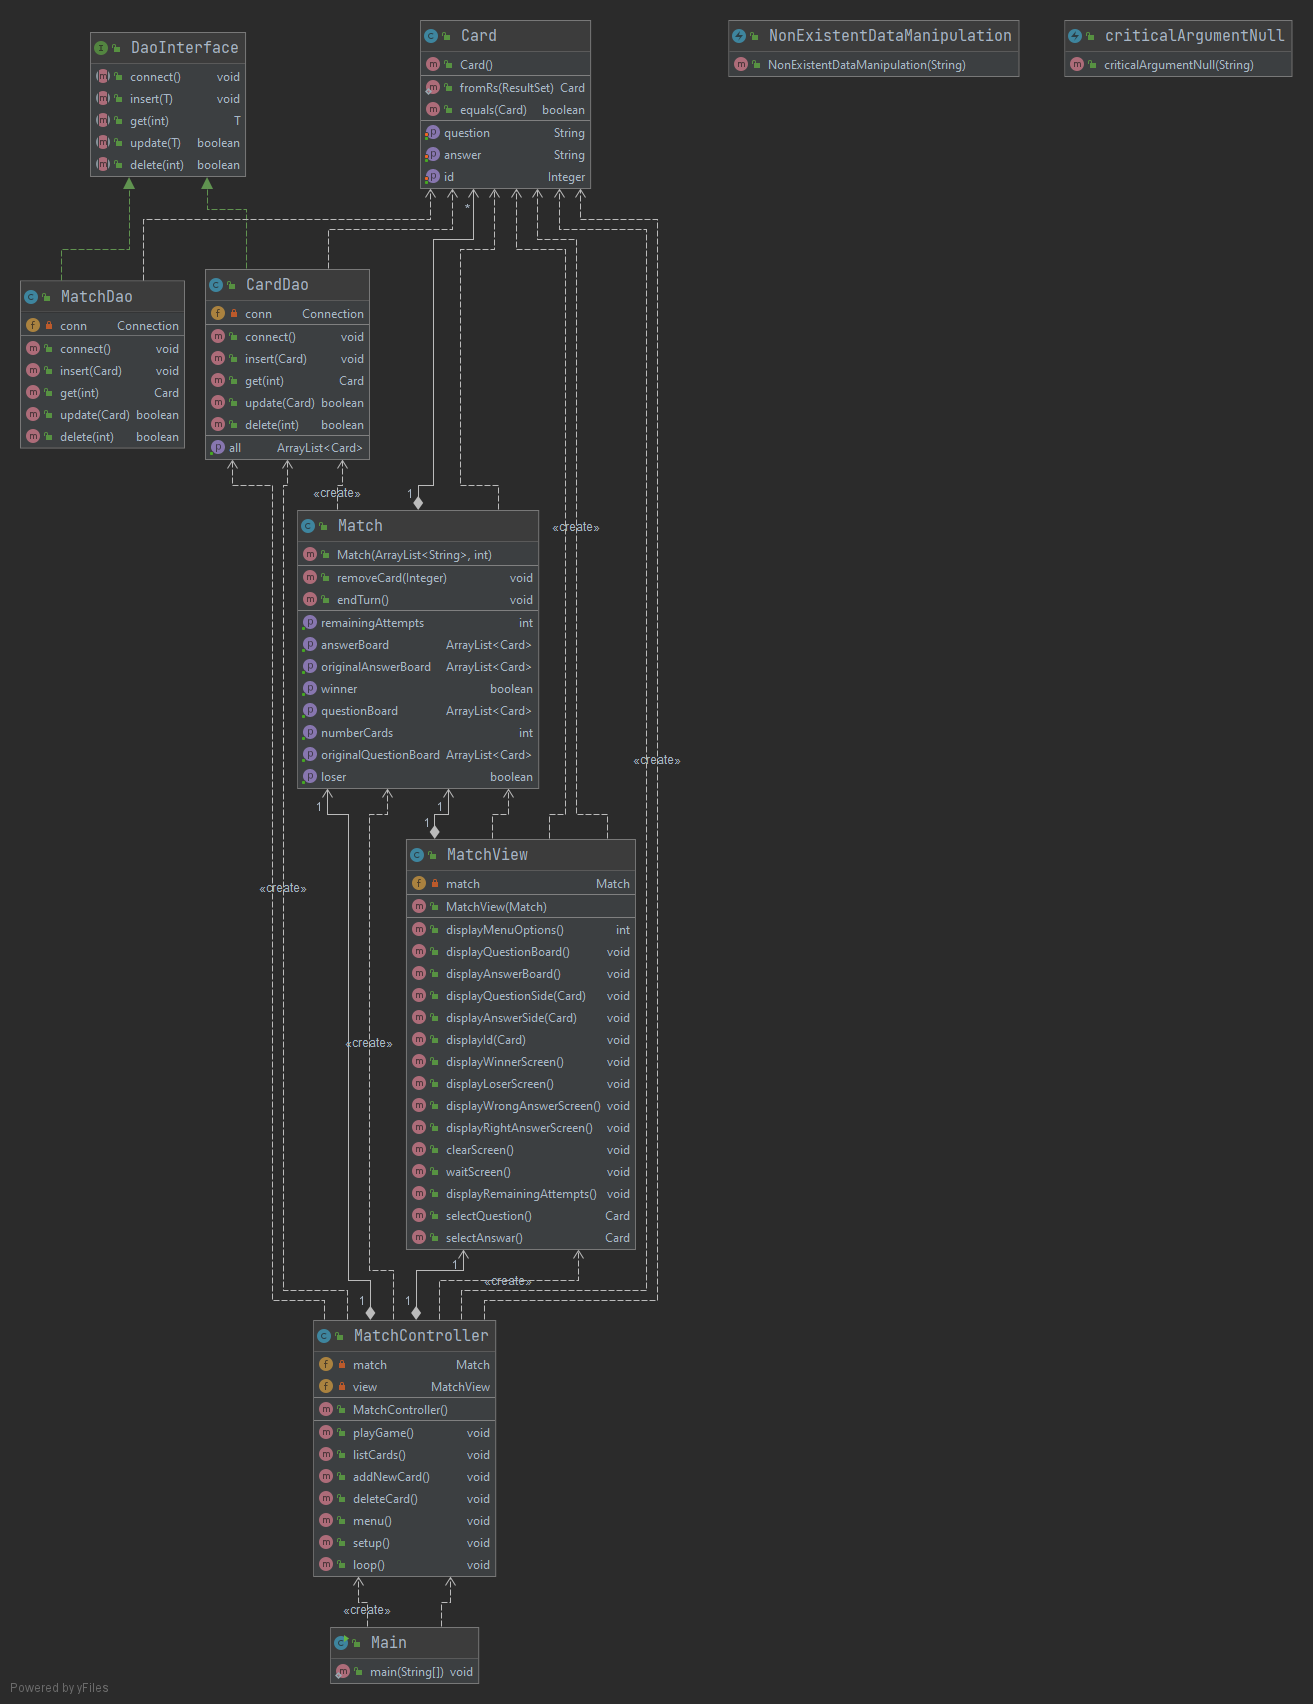 DaoInterface
connect() void
insert(T) void
get(int) T
update(T) boolean
delete(int) boolean
Card
Card()
fromRs(ResultSet) Card
equals(Card) boolean
question String
answer String
id Integer
NonExistentDataManipulation
NonExistentDataManipulation(String)
criticalArgumentNull
criticalArgumentNull(String)
*
MatchDao
conn Connection
connect() void
insert(Card) void
get(int) Card
update(Card) boolean
delete(int) boolean
CardDao
conn Connection
connect() void
insert(Card) void
get(int) Card
update(Card) boolean
delete(int) boolean
all ArrayList<Card>
«create»
1
«create»
Match
Match(ArrayList<String>, int)
removeCard(Integer) void
endTurn() void
remainingAttempts int
answerBoard ArrayList<Card>
originalAnswerBoard ArrayList<Card>
winner boolean
questionBoard ArrayList<Card>
numberCards int
originalQuestionBoard ArrayList<Card>
loser boolean
«create»
1
1
1
MatchView
match Match
MatchView(Match)
displayMenuOptions() int
displayQuestionBoard() void
displayAnswerBoard() void
displayQuestionSide(Card) void
displayAnswerSide(Card) void
displayId(Card) void
displayWinnerScreen() void
displayLoserScreen() void
displayWrongAnswerScreen() void
displayRightAnswerScreen() void
clearScreen() void
waitScreen() void
displayRemainingAttempts() void
selectQuestion() Card
selectAnswar() Card
«create»
«create»
1
«create»
1
1
MatchController
match Match
view MatchView
MatchController()
playGame() void
listCards() void
addNewCard() void
deleteCard() void
menu() void
setup() void
loop() void
«create»
Main
main(String[]) void
Powered by yFiles